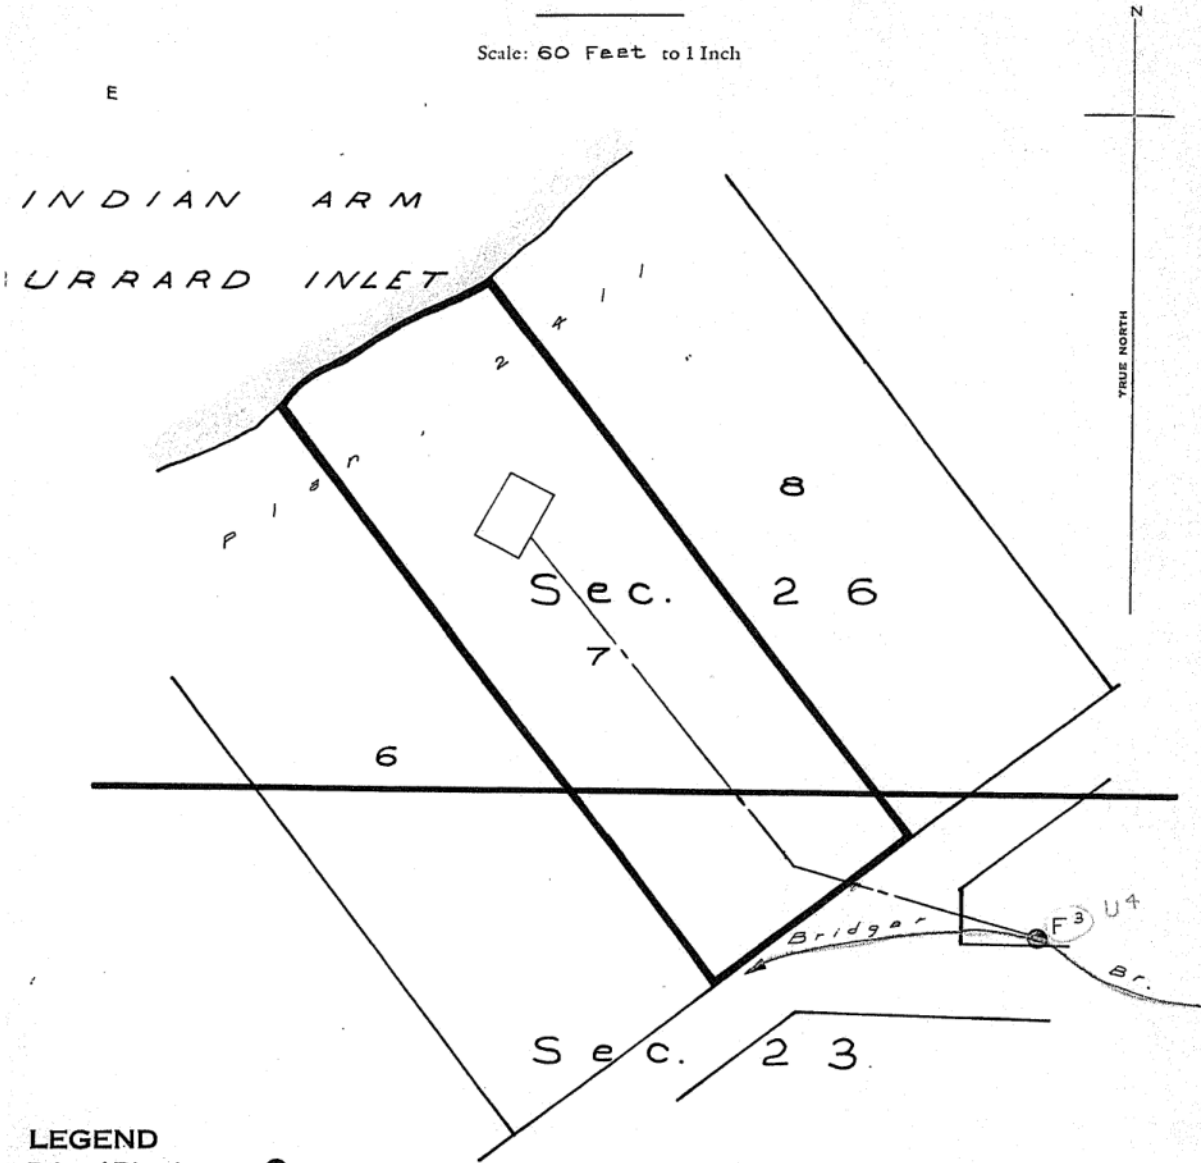 Scale: 60 Feet to 1 Inch
N
E
INDIAN ARM
URRARD INLET
TRUE NORTH
8
Sec. 26
7
6
F3 U4
Bridger
Br.
Sec. 23
LEGEND